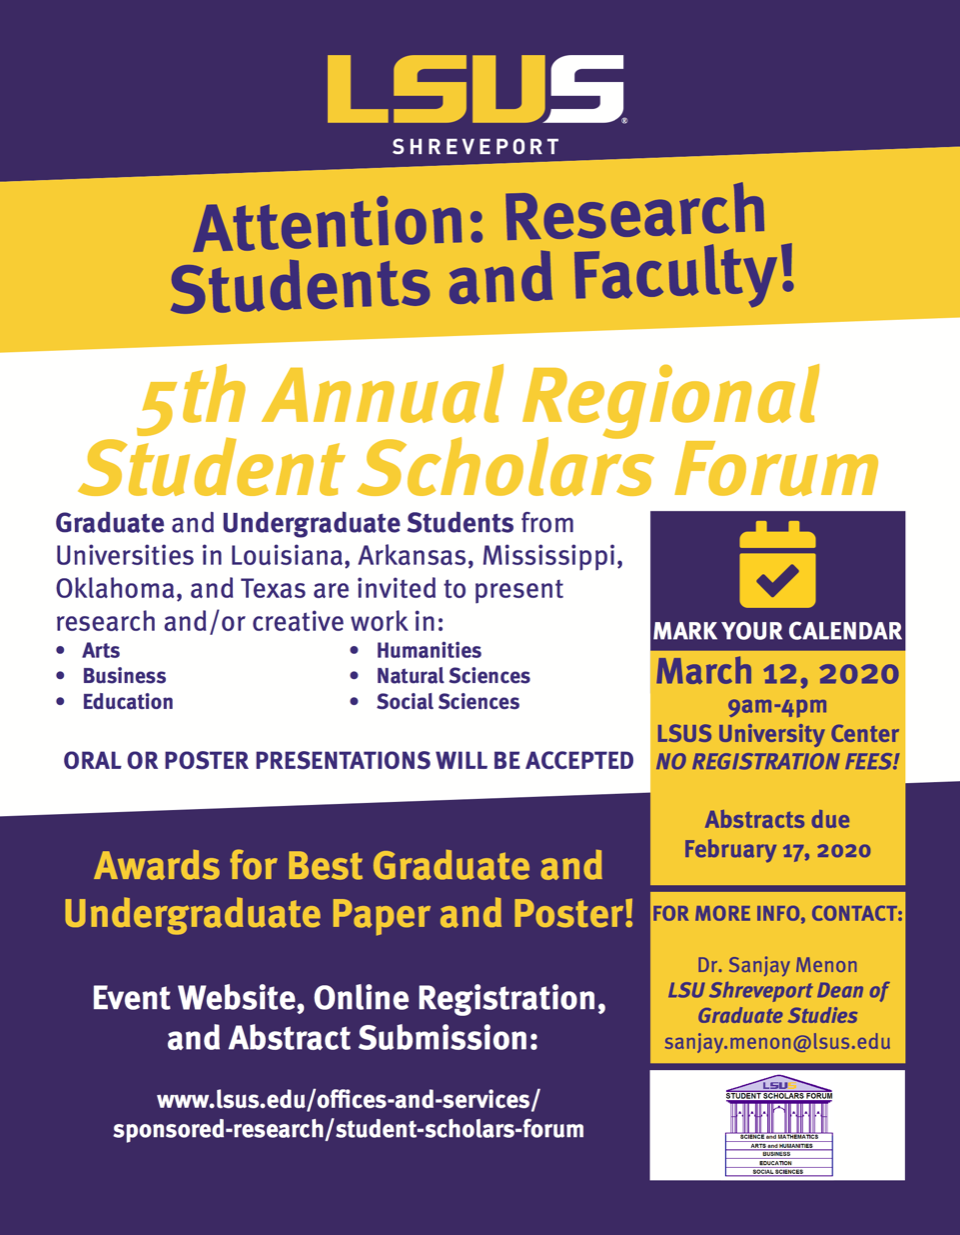 LSUS®
SHREVEPORT
Attention: Research
Students and Faculty!
5th Annual Regional
Student Scholars Forum
Graduate and Undergraduate Students from
Universities in Louisiana, Arkansas, Mississippi,
Oklahoma, and Texas are invited to present
research and/or creative work in:
• Arts
• Business
• Education
• Humanities
• Natural Sciences
• Social Sciences
ORAL OR POSTER PRESENTATIONS WILL BE ACCEPTED
MARK YOUR CALENDAR
March 12, 2020
9am-4pm
LSUS University Center
NO REGISTRATION FEES!
Abstracts due
February 17, 2020
Awards for Best Graduate and
Undergraduate Paper and Poster!
Event Website, Online Registration,
and Abstract Submission:
www.lsus.edu/offices-and-services/
sponsored-research/student-scholars-forum
FOR MORE INFO, CONTACT:
Dr. Sanjay Menon
LSU Shreveport Dean of
Graduate Studies
sanjay.menon@lsus.edu
LSUS
STUDENT SCHOLARS FORUM
SCIENCE and MATHEMATICS
ARTS and HUMANITIES
BUSINESS
EDUCATION
SOCIAL SCIENCES